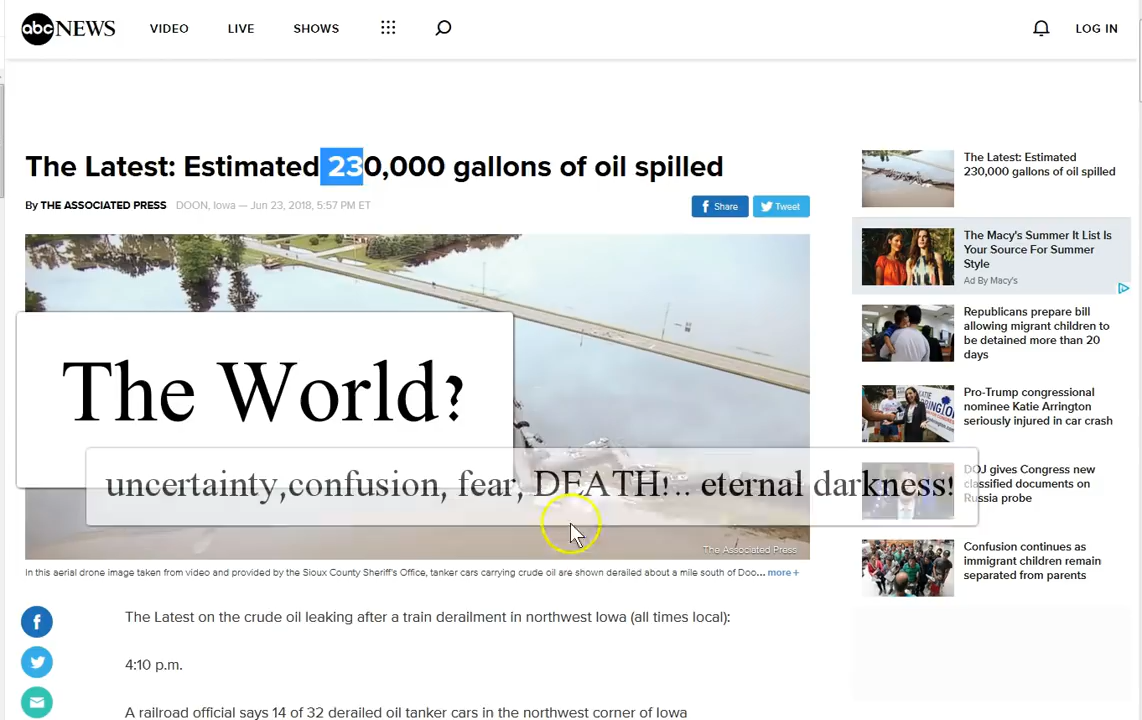 abc NEWS VIDEO LIVE SHOWS LOG IN
The Latest: Estimated 230,000 gallons of oil spilled
By THE ASSOCIATED PRESS DOON, Iowa — Jun 23, 2018, 5:57 PM ET
Share Tweet
The World?
uncertainty,confusion, fear, DEATH!.. eternal darkness!
The Associated Press
In this aerial drone image taken from video and provided by the Sioux County Sheriff's Office, tanker cars carrying crude oil are shown derailed about a mile south of Doo... more +
The Latest on the crude oil leaking after a train derailment in northwest Iowa (all times local):
4:10 p.m.
A railroad official says 14 of 32 derailed oil tanker cars in the northwest corner of Iowa
The Latest: Estimated
230,000 gallons of oil spilled
The Macy's Summer It List Is
Your Source For Summer
Style
Ad By Macy's
Republicans prepare bill
allowing migrant children to
be detained more than 20
days
Pro-Trump congressional
nominee Katie Arrington
seriously injured in car crash
DOJ gives Congress new
classified documents on
Russia probe
Confusion continues as
immigrant children remain
separated from parents